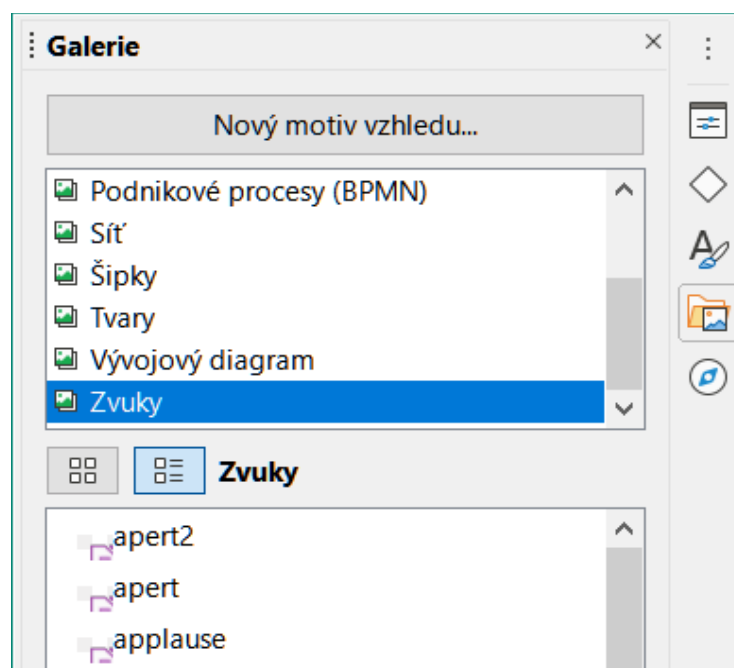 Galerie
Nový motiv vzhledu...
Podnikové procesy (BPMN)
Síť
Šipky
Tvary
Vývojový diagram
Zvuky
Zvuky
apert2
apert
applause